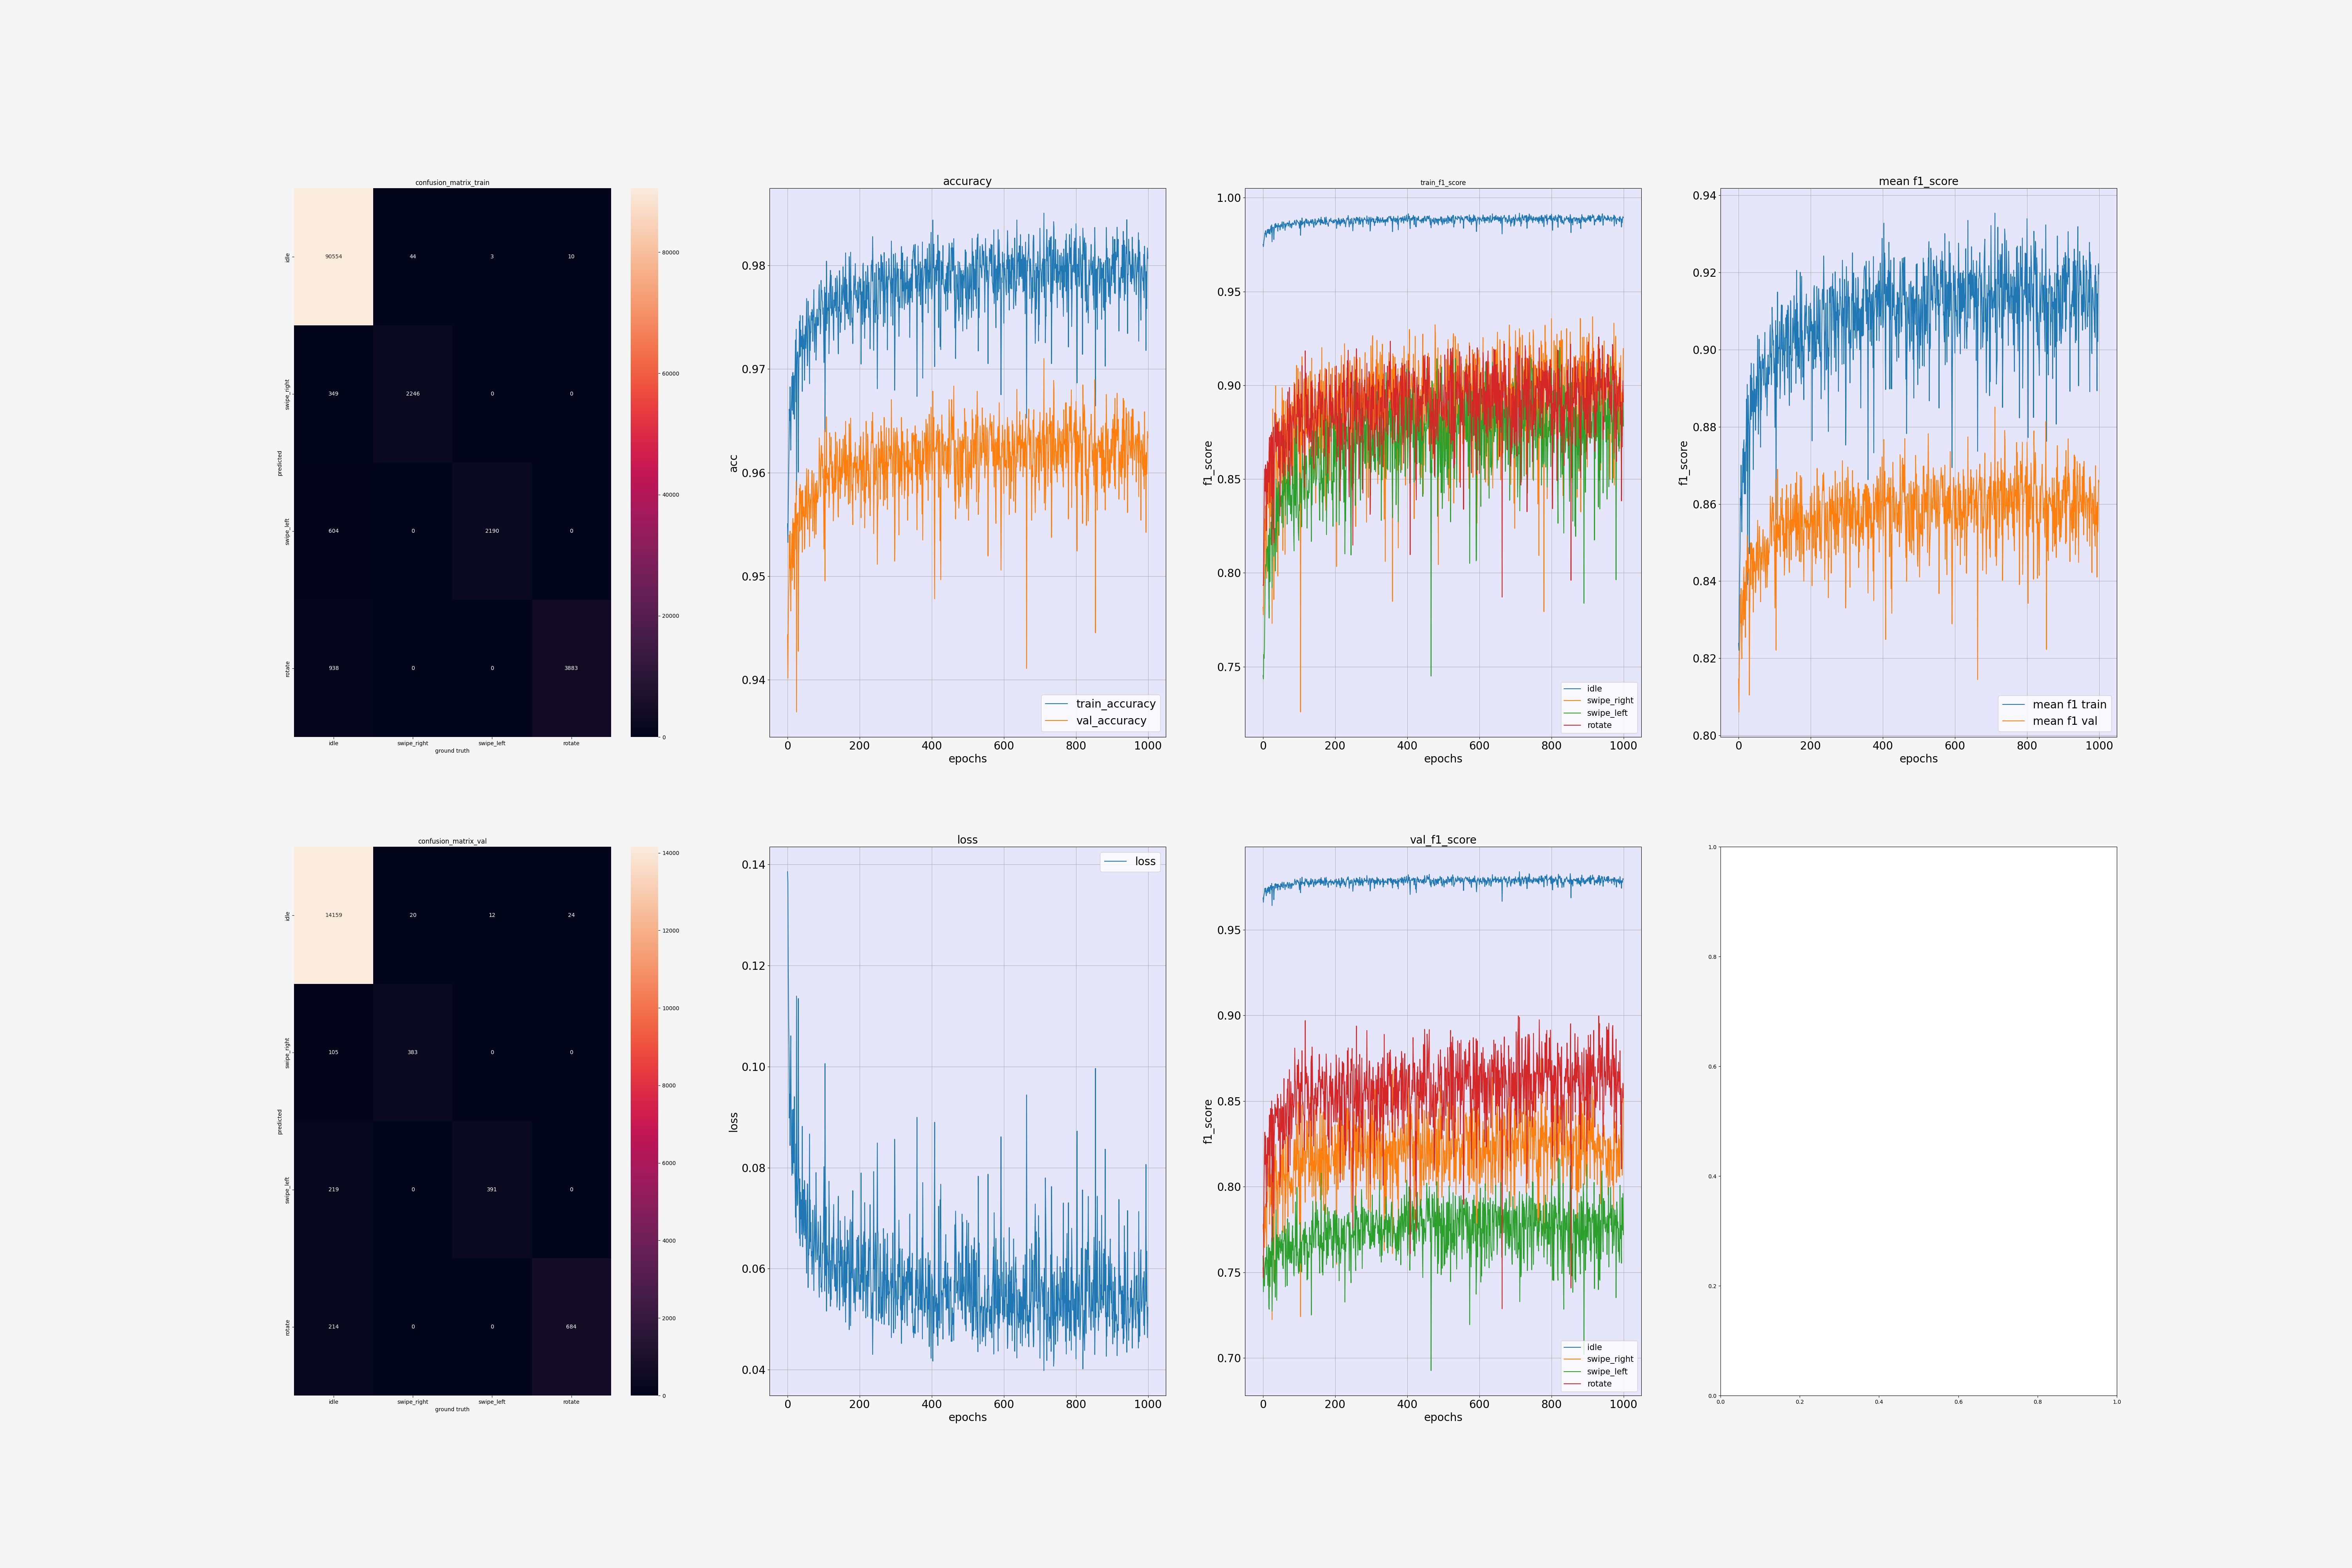 confusion_matrix_train
idle
swipe_right
swipe_left
rotate
predicted
90554 44 3 10
349 2246 0 0
604 0 2190 0
938 0 0 3883
idle swipe_right swipe_left rotate
ground truth
80000
60000
40000
20000
0
accuracy
acc
0.98
0.97
0.96
0.95
0.94
train_accuracy
val_accuracy
0 200 400 600 800 1000
epochs
train_f1_score
f1_score
1.00
0.95
0.90
0.85
0.80
0.75
idle
swipe_right
swipe_left
rotate
0 200 400 600 800 1000
epochs
mean f1_score
f1_score
0.94
0.92
0.90
0.88
0.86
0.84
0.82
0.80
mean f1 train
mean f1 val
0 200 400 600 800 1000
epochs
confusion_matrix_val
idle
swipe_right
swipe_left
rotate
predicted
14159 20 12 24
105 383 0 0
219 0 391 0
214 0 0 684
idle swipe_right swipe_left rotate
ground truth
14000
12000
10000
8000
6000
4000
2000
0
loss
loss
0.14
0.12
0.10
0.08
0.06
0.04
loss
0 200 400 600 800 1000
epochs
val_f1_score
f1_score
0.95
0.90
0.85
0.80
0.75
0.70
idle
swipe_right
swipe_left
rotate
0 200 400 600 800 1000
epochs
1.0
0.8
0.6
0.4
0.2
0.0
0.0 0.2 0.4 0.6 0.8 1.0